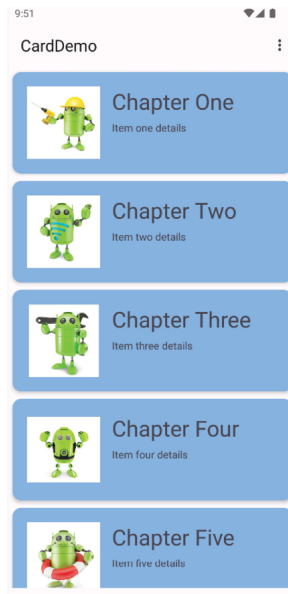 9:51
CardDemo
Chapter One
Item one details
Chapter Two
Item two details
Chapter Three
Item three details
Chapter Four
Item four details
Chapter Five
Item five details